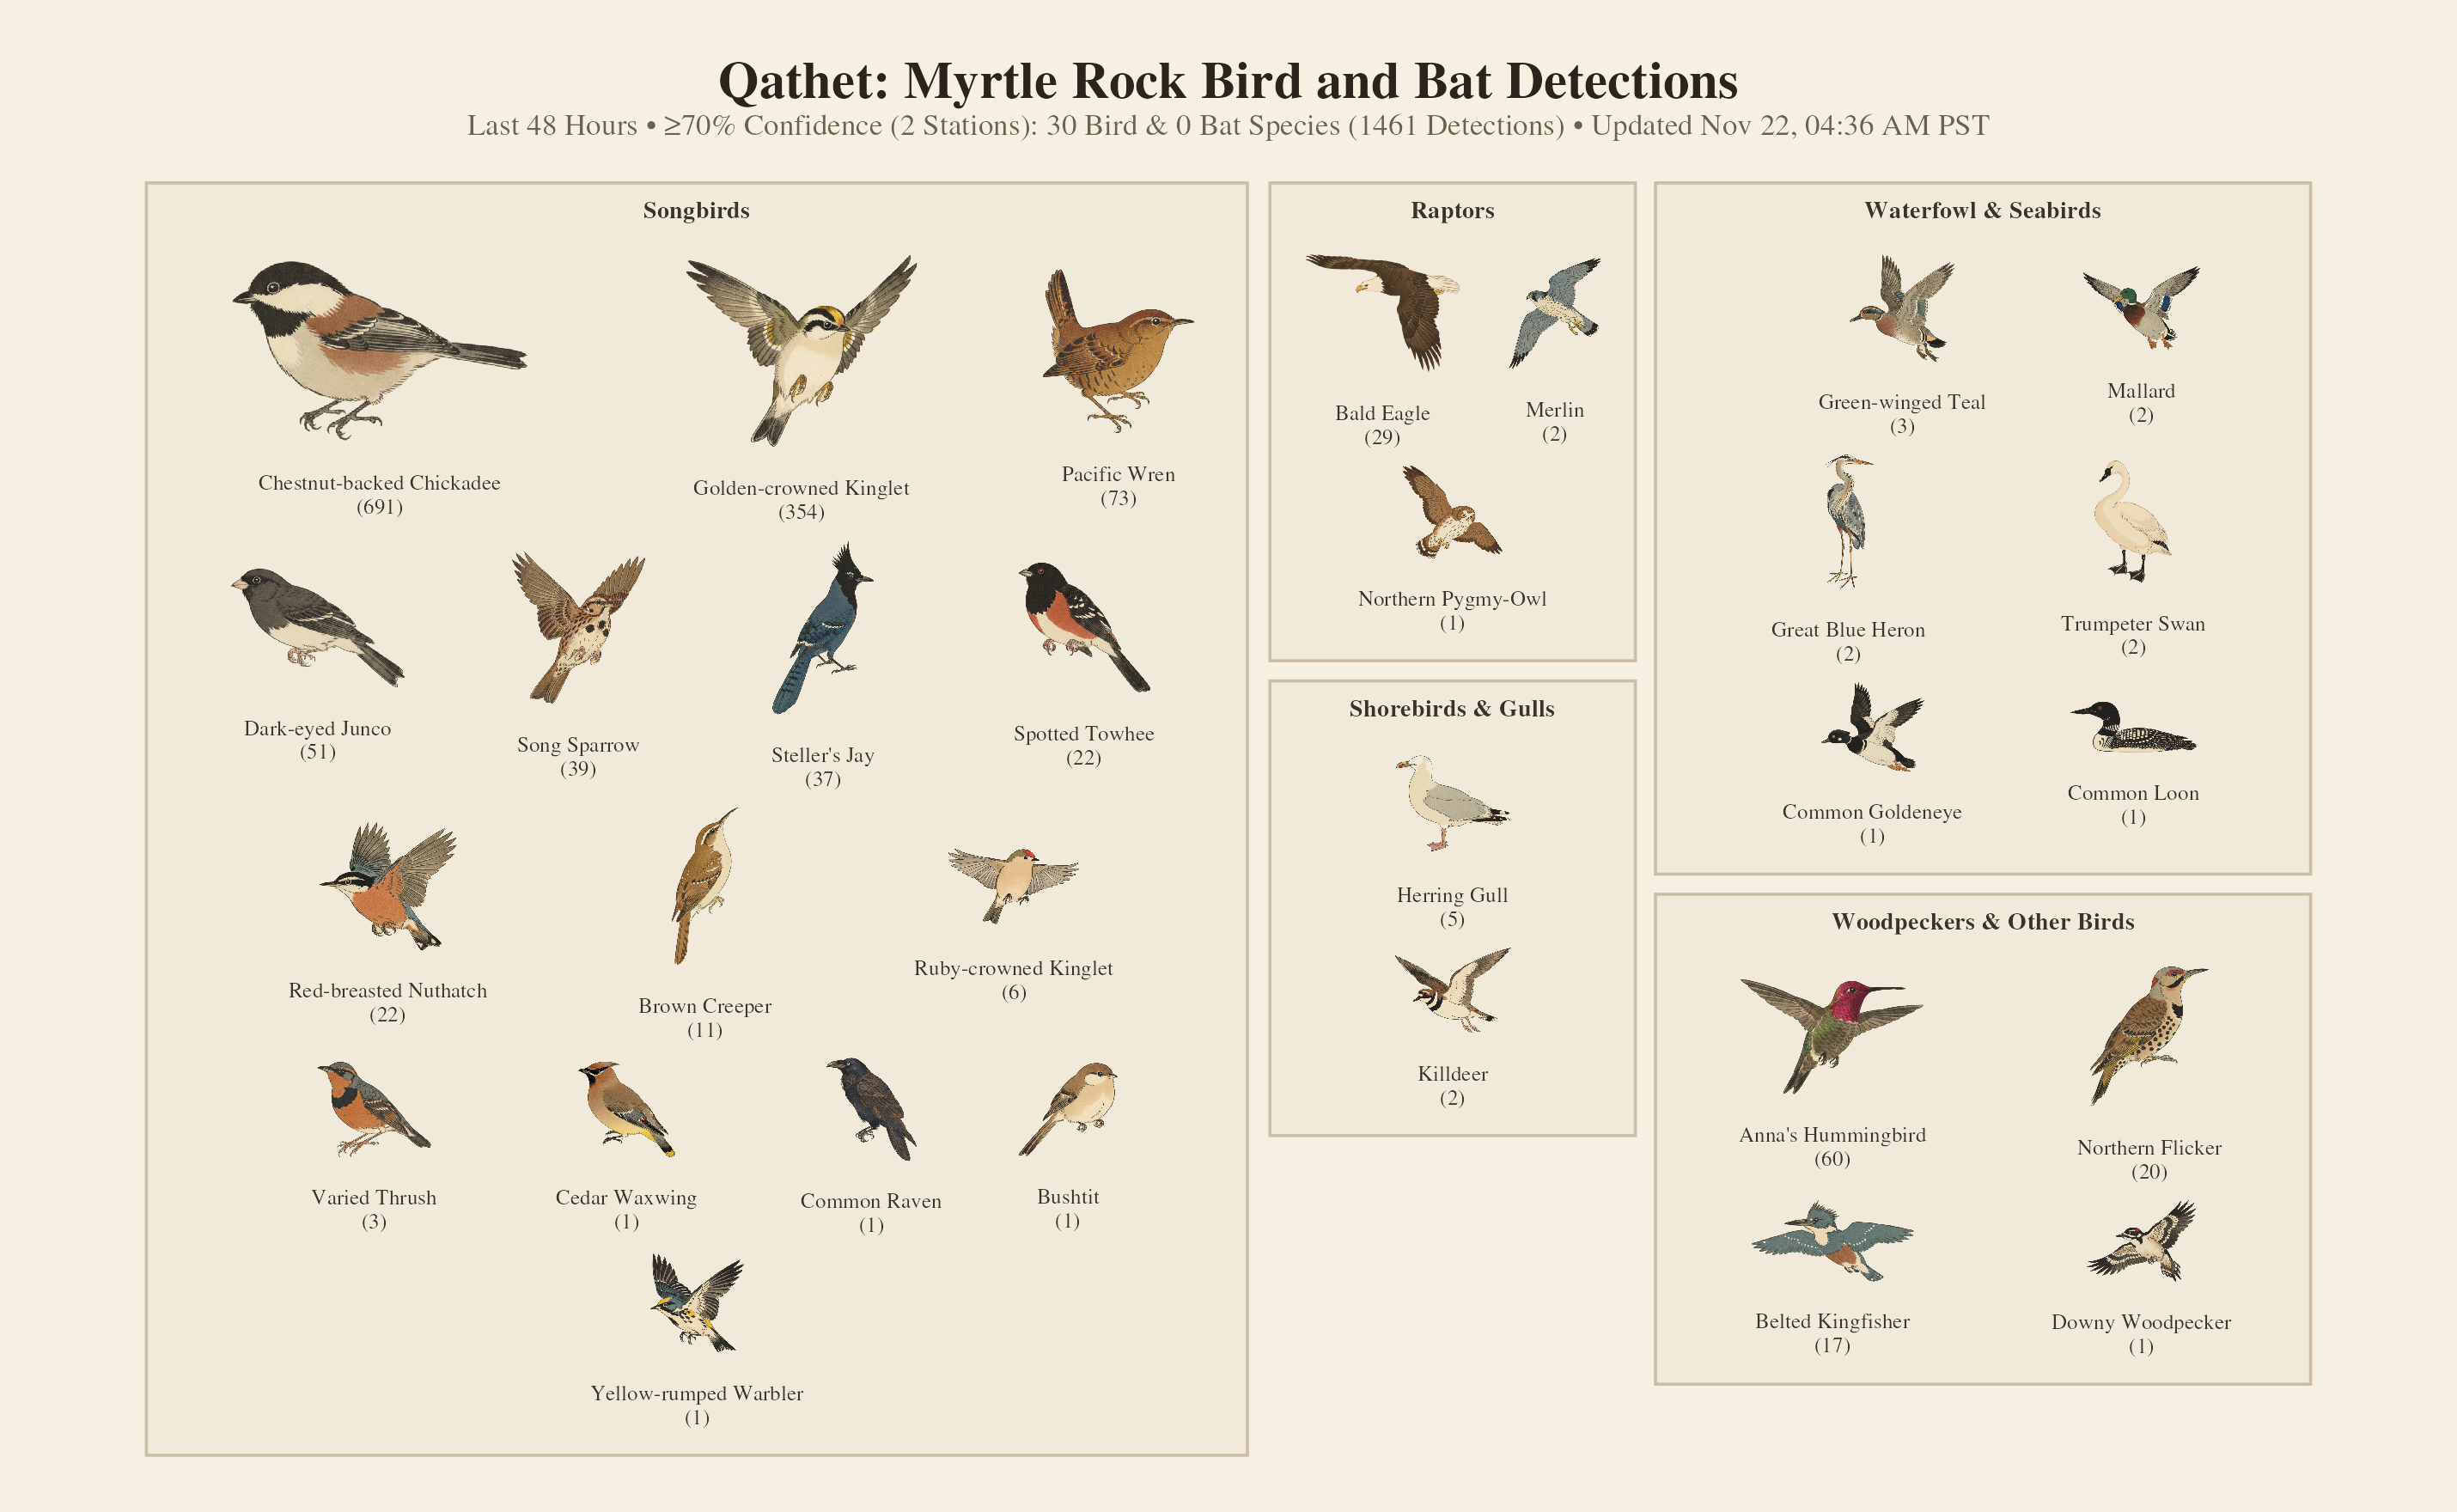 Qathet: Myrtle Rock Bird and Bat Detections
Last 48 Hours • ≥70% Confidence (2 Stations): 30 Bird & 0 Bat Species (1461 Detections) • Updated Nov 22, 04:36 AM PST
Songbirds
Chestnut-backed Chickadee
(691)
Golden-crowned Kinglet
(354)
Pacific Wren
(73)
Dark-eyed Junco
(51)
Song Sparrow
(39)
Steller's Jay
(37)
Spotted Towhee
(22)
Red-breasted Nuthatch
(22)
Brown Creeper
(11)
Ruby-crowned Kinglet
(6)
Varied Thrush
(3)
Cedar Waxwing
(1)
Common Raven
(1)
Bushtit
(1)
Yellow-rumped Warbler
(1)
Raptors
Bald Eagle
(29)
Merlin
(2)
Northern Pygmy-Owl
(1)
Shorebirds & Gulls
Herring Gull
(5)
Killdeer
(2)
Waterfowl & Seabirds
Green-winged Teal
(3)
Mallard
(2)
Great Blue Heron
(2)
Trumpeter Swan
(2)
Common Goldeneye
(1)
Common Loon
(1)
Woodpeckers & Other Birds
Anna's Hummingbird
(60)
Northern Flicker
(20)
Belted Kingfisher
(17)
Downy Woodpecker
(1)